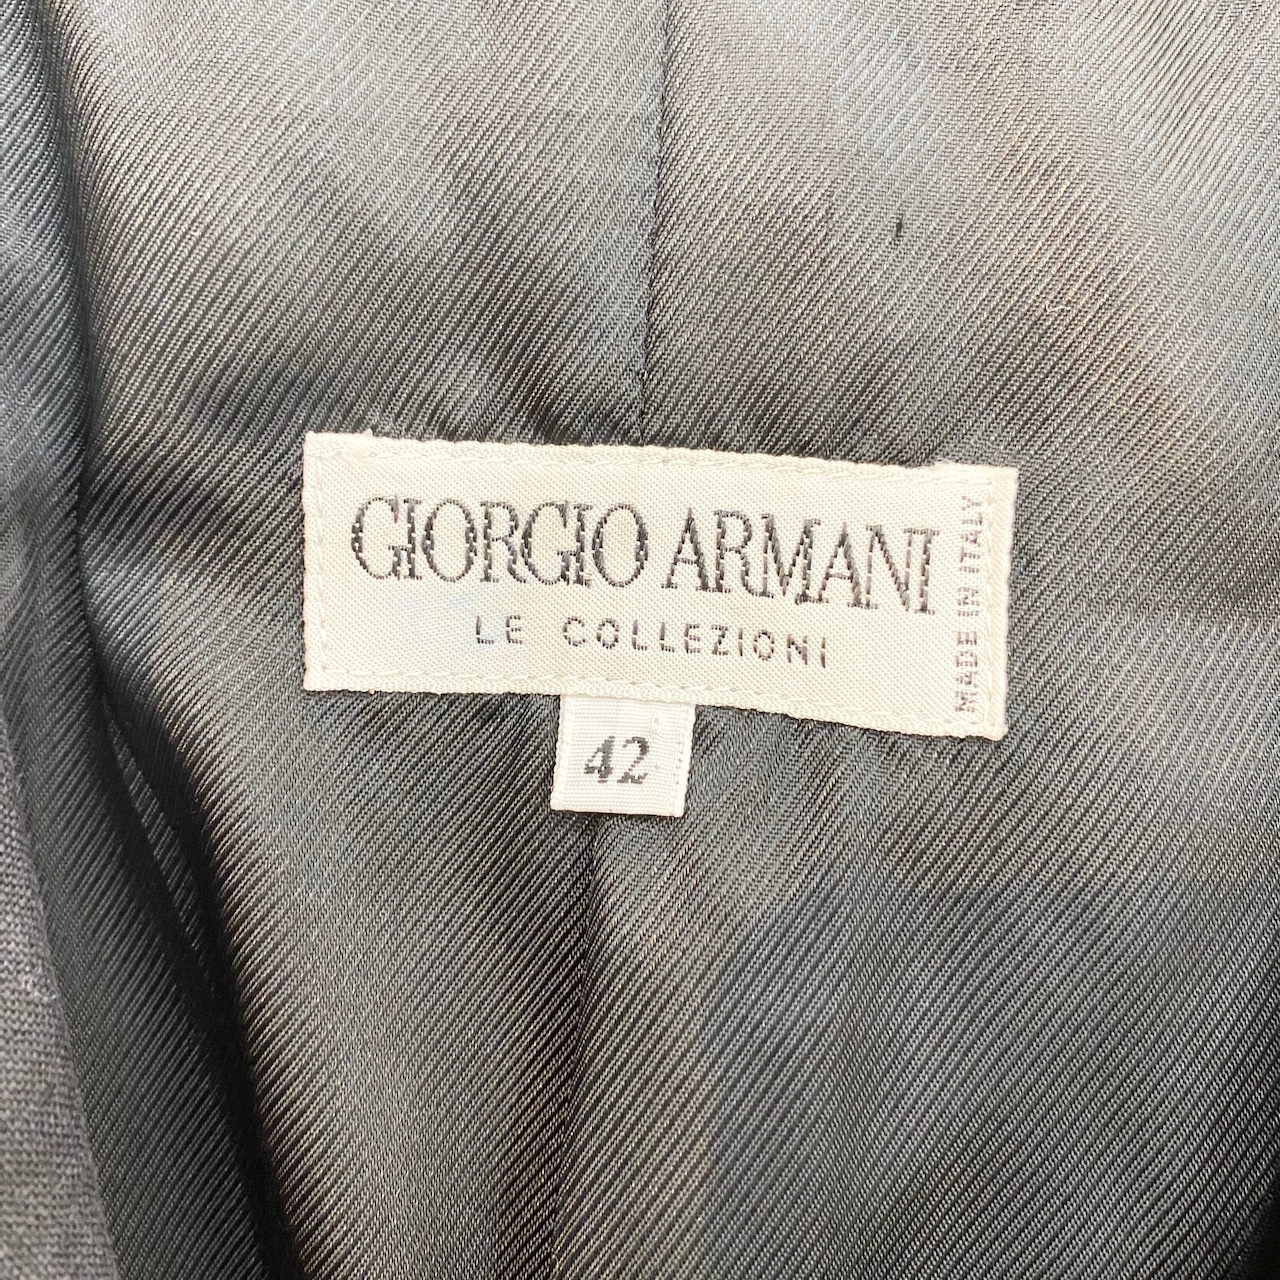 GIORGIO ARMANI
LE COLLEZIONI
MADE IN ITALY
42